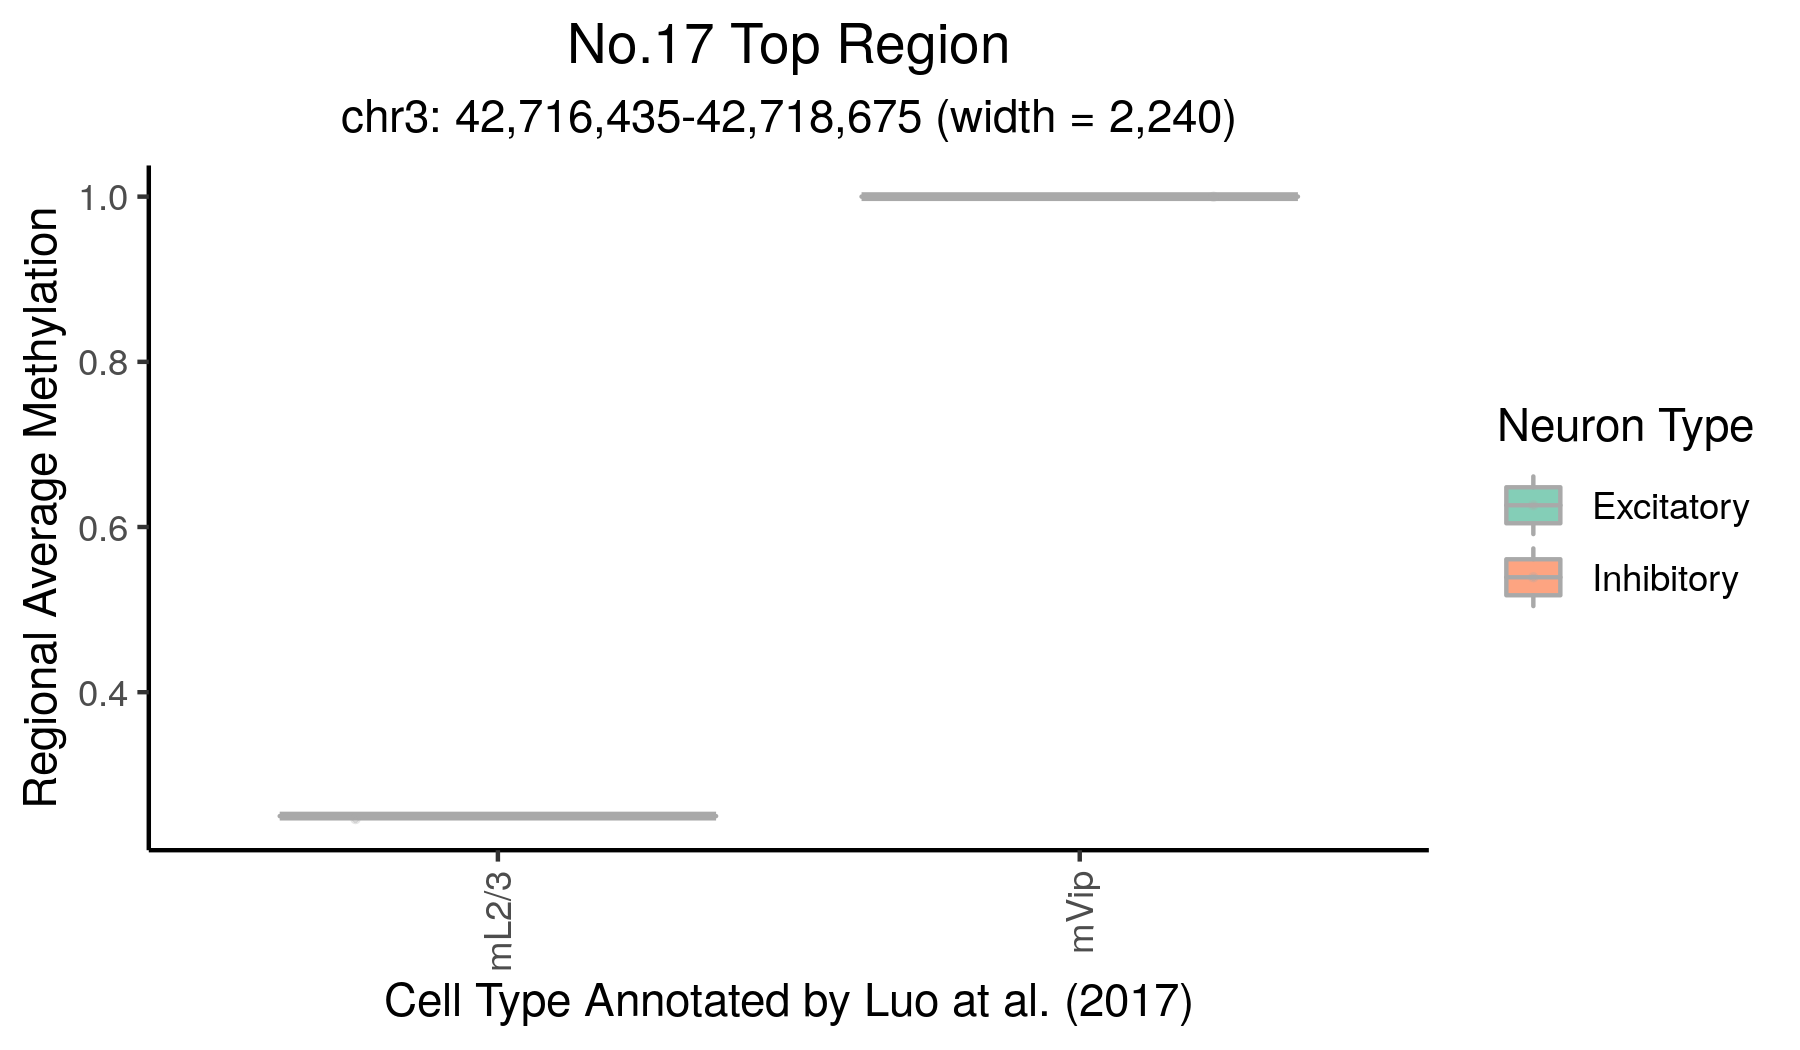 No.17 Top Region
chr3: 42,716,435-42,718,675 (width = 2,240)
Regional Average Methylation
1.0
0.8
0.6
0.4
mL2/3
mVip
Cell Type Annotated by Luo at al. (2017)
Neuron Type
Excitatory
Inhibitory